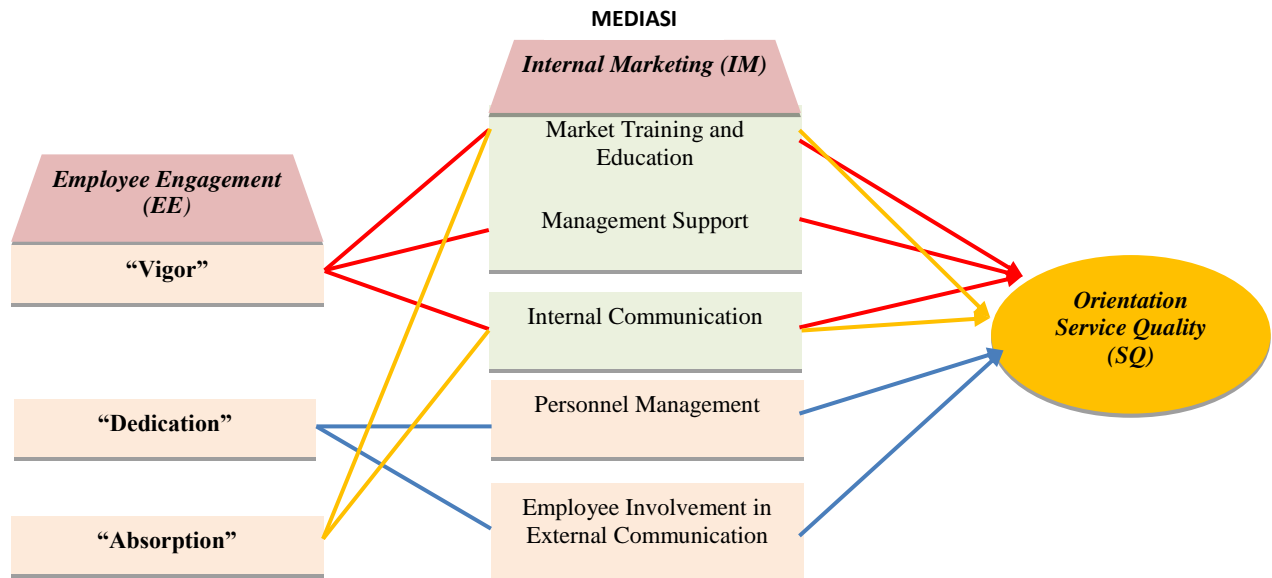 MEDIASI
Internal Marketing (IM)
Market Training and
Education
Management Support
Internal Communication
Personnel Management
Employee Involvement in
External Communication
Employee Engagement
(EE)
“Vigor”
“Dedication”
“Absorption”
Orientation
Service Quality
(SQ)